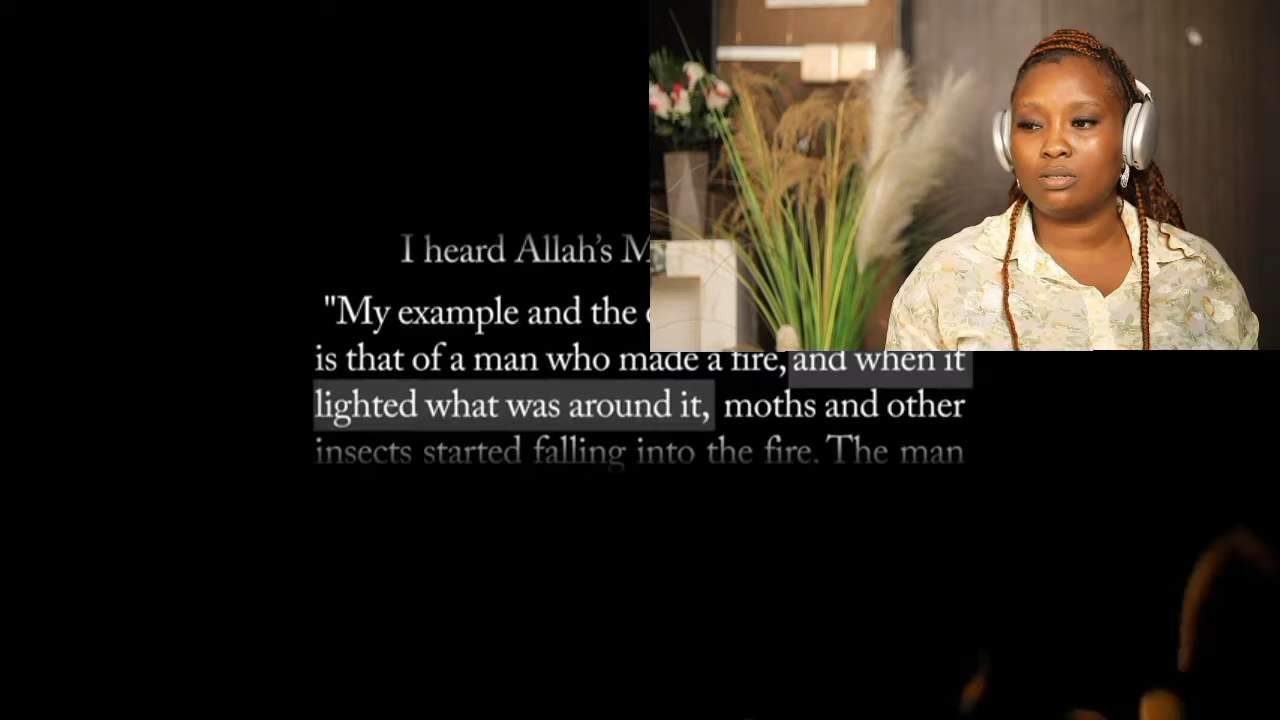 I heard Allah's
"My example and the
is that of a man who made a fire, and when it
lighted what was around it, moths and other
insects started falling into the fire. The man